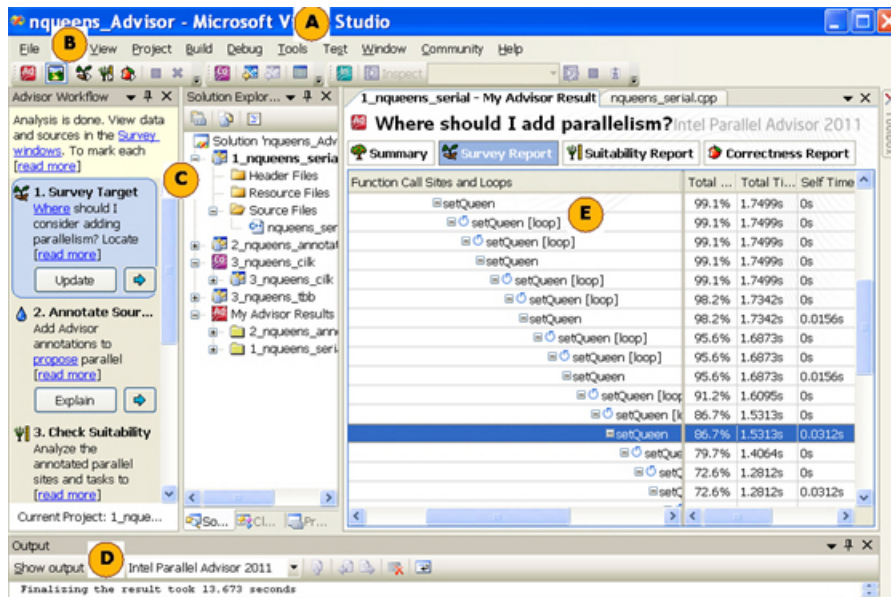 nqueens_Advisor - Microsoft V A Studio
File B View Project Build Debug Tools Test Window Community Help
Inspect
Advisor Workflow
Analysis is done. View data
and sources in the Survey
windows. To mark each
[read more]
C
1. Survey Target
Where should I
consider adding
parallelism? Locate
[read more]
Update
2. Annotate Sour...
Add Advisor
annotations to
propose parallel
[read more]
Explain
3. Check Suitability
Analyze the
annotated parallel
sites and tasks to
[read more]
Current Project: 1_nque...
Solution Explor...
Solution 'nqueens_Adv
1_nqueens_seria
Header Files
Resource Files
Source Files
nqueens_ser
2_nqueens_annotat
3_nqueens_cilk
3_nqueens_cilk
3_nqueens_tbb
My Advisor Results
2_nqueens_ann
1_nqueens_seri
So... Cl... Pr...
1_nqueens_serial - My Advisor Result nqueens_serial.cpp
Where should I add parallelism? Intel Parallel Advisor 2011
Summary Survey Report Suitability Report Correctness Report
Function Call Sites and Loops Total ... Total Ti... Self Time
setQueen 99.1% 1.7499s 0s
setQueen [loop] E 99.1% 1.7499s 0s
setQueen [loop] 99.1% 1.7499s 0s
setQueen 99.1% 1.7499s 0s
setQueen [loop] 99.1% 1.7499s 0s
setQueen [loop] 98.2% 1.7342s 0s
setQueen 98.2% 1.7342s 0.0156s
setQueen [loop] 95.6% 1.6873s 0s
setQueen [loop] 95.6% 1.6873s 0s
setQueen 95.6% 1.6873s 0.0156s
setQueen [loop 91.2% 1.6095s 0s
setQueen [l 86.7% 1.5313s 0s
setQueen 86.7% 1.5313s 0.0312s
setQue 79.7% 1.4064s 0s
setQ 72.6% 1.2812s 0s
setQ 72.6% 1.2812s 0.0312s
Output
Show output D Intel Parallel Advisor 2011
Finalizing the result took 13.673 seconds